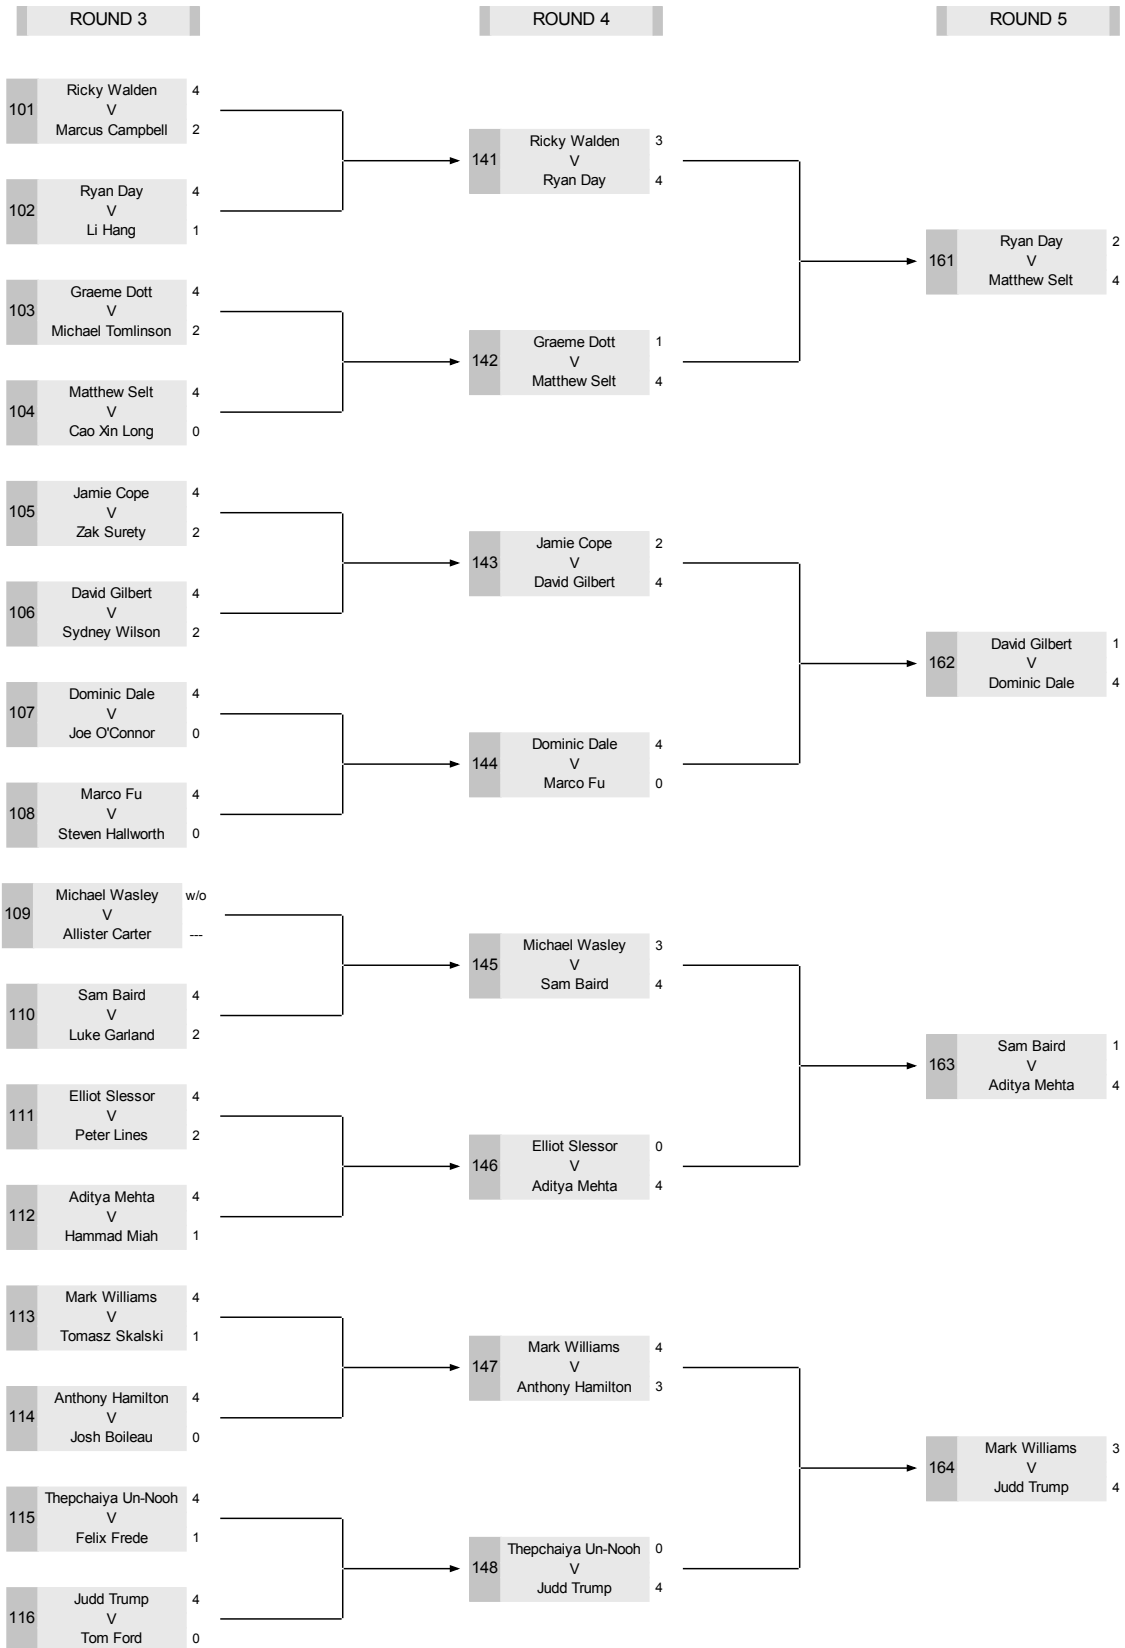 ROUND 3
ROUND 4
ROUND 5
101
Ricky Walden 4
V
Marcus Campbell 2
102
Ryan Day 4
V
Li Hang 1
103
Graeme Dott 4
V
Michael Tomlinson 2
104
Matthew Selt 4
V
Cao Xin Long 0
105
Jamie Cope 4
V
Zak Surety 2
106
David Gilbert 4
V
Sydney Wilson 2
107
Dominic Dale 4
V
Joe O'Connor 0
108
Marco Fu 4
V
Steven Hallworth 0
109
Michael Wasley w/o
V
Allister Carter ---
110
Sam Baird 4
V
Luke Garland 2
111
Elliot Slessor 4
V
Peter Lines 2
112
Aditya Mehta 4
V
Hammad Miah 1
113
Mark Williams 4
V
Tomasz Skalski 1
114
Anthony Hamilton 4
V
Josh Boileau 0
115
Thepchaiya Un-Nooh 4
V
Felix Frede 1
116
Judd Trump 4
V
Tom Ford 0
141
Ricky Walden 3
V
Ryan Day 4
142
Graeme Dott 1
V
Matthew Selt 4
143
Jamie Cope 2
V
David Gilbert 4
144
Dominic Dale 4
V
Marco Fu 0
145
Michael Wasley 3
V
Sam Baird 4
146
Elliot Slessor 0
V
Aditya Mehta 4
147
Mark Williams 4
V
Anthony Hamilton 3
148
Thepchaiya Un-Nooh 0
V
Judd Trump 4
161
Ryan Day 2
V
Matthew Selt 4
162
David Gilbert 1
V
Dominic Dale 4
163
Sam Baird 1
V
Aditya Mehta 4
164
Mark Williams 3
V
Judd Trump 4